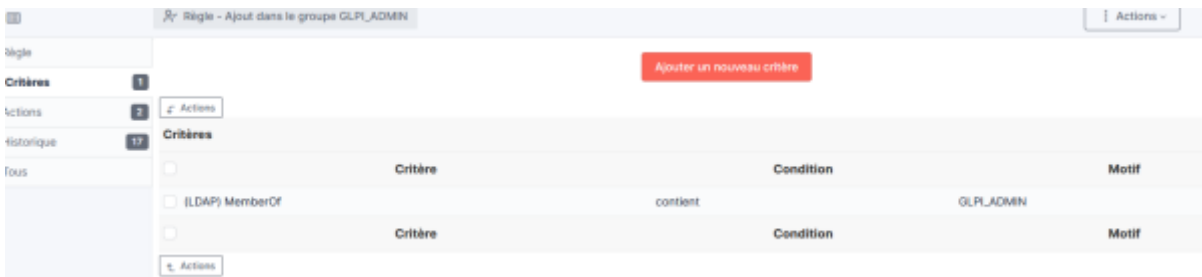 Règle - Ajout dans le groupe GLPI_ADMIN
Actions
Règle
Ajouter un nouveau critère
Critères 1
Actions 2
Actions
Historique 17
Critères
Tous
Critère Condition Motif
(LDAP) MemberOf contient GLPI_ADMIN
Critère Condition Motif
Actions